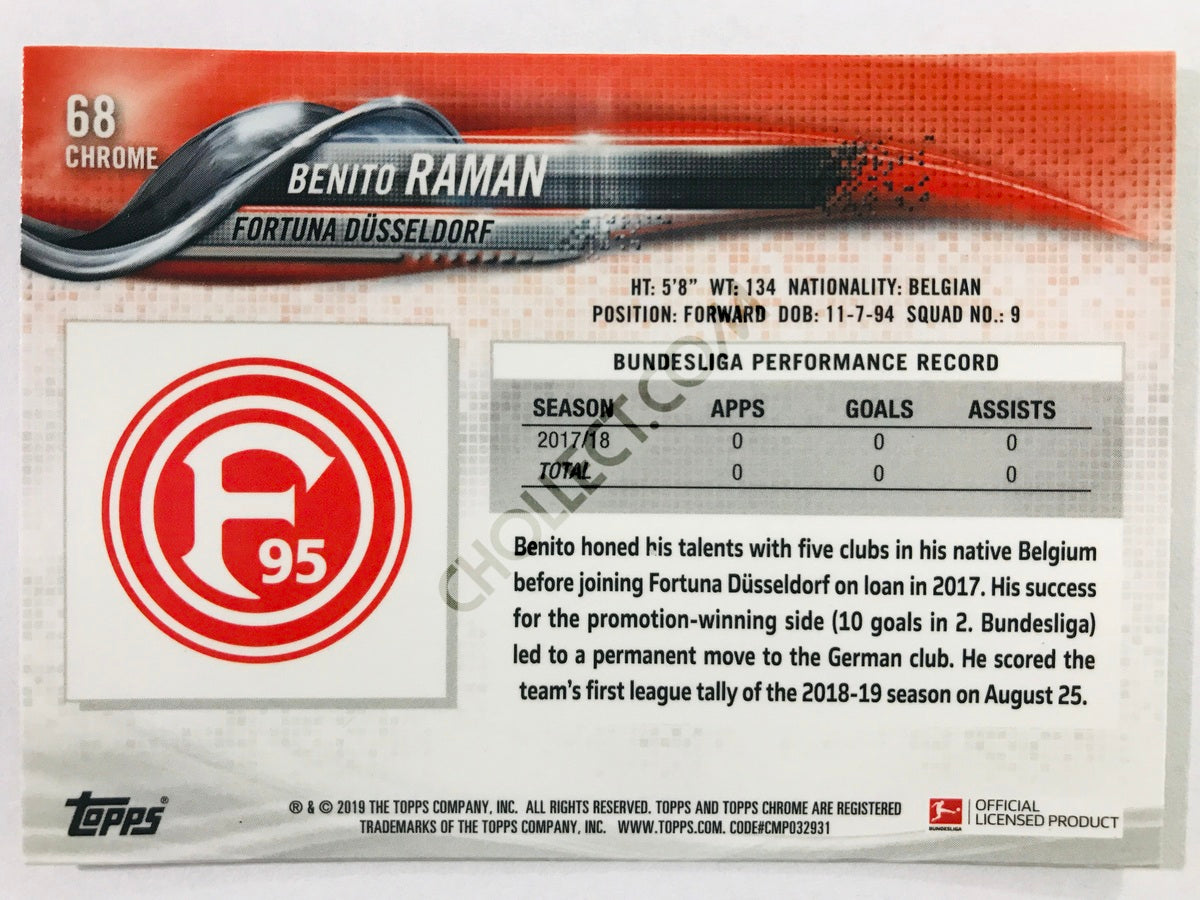 68
CHROME
BENITO RAMAN
FORTUNA DÜSSELDORF
HT: 5'8" WT: 134 NATIONALITY: BELGIAN
POSITION: FORWARD DOB: 11-7-94 SQUAD NO.: 9
F
95
BUNDESLIGA PERFORMANCE RECORD
SEASON APPS GOALS ASSISTS
2017/18 0 0 0
TOTAL 0 0 0
Benito honed his talents with five clubs in his native Belgium
before joining Fortuna Düsseldorf on loan in 2017. His success
for the promotion-winning side (10 goals in 2. Bundesliga)
led to a permanent move to the German club. He scored the
team's first league tally of the 2018-19 season on August 25.
CHOLLECT.COM
topps®
® & © 2019 THE TOPPS COMPANY, INC. ALL RIGHTS RESERVED. TOPPS AND TOPPS CHROME ARE REGISTERED
TRADEMARKS OF THE TOPPS COMPANY, INC. WWW.TOPPS.COM. CODE#CMP032931
BUNDESLIGA
OFFICIAL
LICENSED PRODUCT